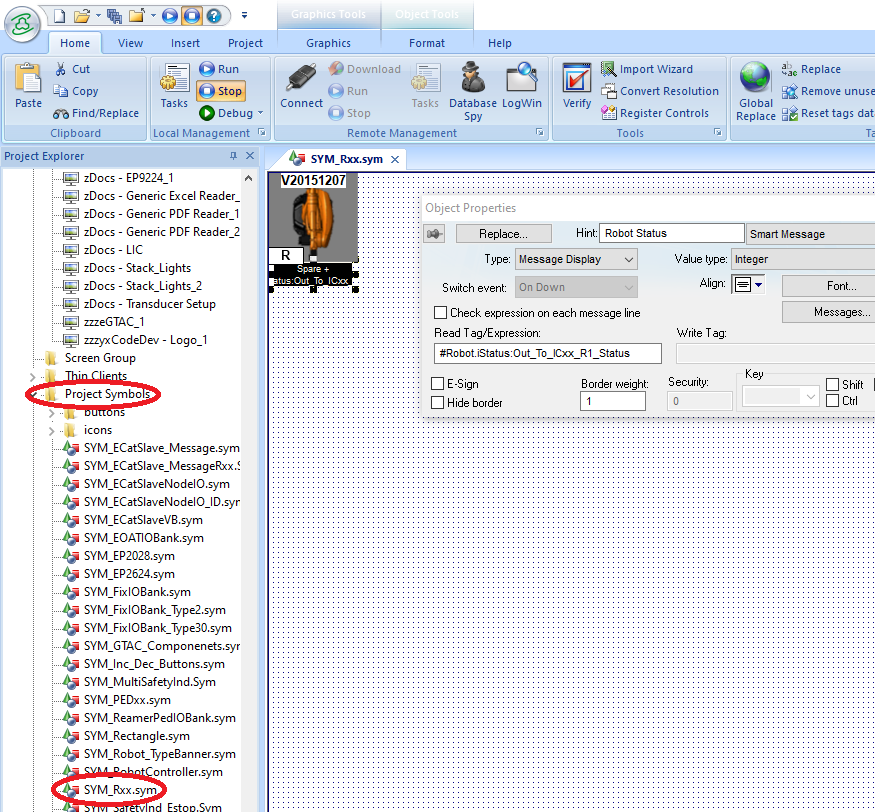 Graphics Tools
Object Tools
Home
View
Insert
Project
Graphics
Format
Help
Paste
Cut
Copy
Find/Replace
Clipboard
Tasks
Run
Stop
Debug
Local Management
Connect
Download
Run
Stop
Tasks
Database
Spy
LogWin
Remote Management
Verify
Import Wizard
Convert Resolution
Register Controls
Tools
Global
Replace
Replace
Remove unuse
Reset tags da
Ta
Project Explorer
zDocs - EP9224_1
zDocs - Generic Excel Reader_
zDocs - Generic PDF Reader_1
zDocs - Generic PDF Reader_2
zDocs - LIC
zDocs - Stack_Lights
zDocs - Stack_Lights_2
zDocs - Transducer Setup
zzzeGTAC_1
zzzyxCodeDev - Logo_1
Screen Group
Thin Clients
Project Symbols
buttons
icons
SYM_ECatSlave_Message.sym
SYM_ECatSlave_MessageRxx.S
SYM_ECatSlaveNodeIO.sym
SYM_ECatSlaveNodeIO_ID.syn
SYM_ECatSlaveVB.sym
SYM_EOATIOBank.sym
SYM_EP2028.sym
SYM_EP2624.sym
SYM_FixIOBank.sym
SYM_FixIOBank_Type2.sym
SYM_FixIOBank_Type30.sym
SYM_GTAC_Componenets.syr
SYM_Inc_Dec_Buttons.sym
SYM_MultiSafetyInd.Sym
SYM_PEDxx.sym
SYM_ReamerPedIOBank.sym
SYM_Rectangle.sym
SYM_Robot_TypeBanner.sym
SYM_RobotController.sym
SYM_Rxx.sym
SYM_SafetyInd_Estop.Sym
SYM_Rxx.sym
V20151207
R
Spare +
atus:Out_To_ICxx
Object Properties
Replace...
Hint:
Robot Status
Smart Message
Type:
Message Display
Value type:
Integer
Switch event:
On Down
Align:
Font...
Check expression on each message line
Messages...
Read Tag/Expression:
Write Tag:
#Robot.iStatus:Out_To_ICxx_R1_Status
E-Sign
Hide border
Border weight:
1
Security:
0
Key
Shift
Ctrl